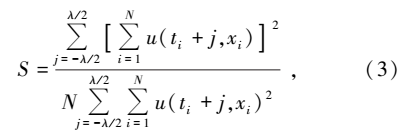 S = \frac{\sum_{j=-\lambda/2}^{\lambda/2} \left[ \sum_{i=1}^{N} u(t_i + j, x_i) \right]^2}{N \sum_{j=-\lambda/2}^{\lambda/2} \sum_{i=1}^{N} u(t_i + j, x_i)^2} , (3)